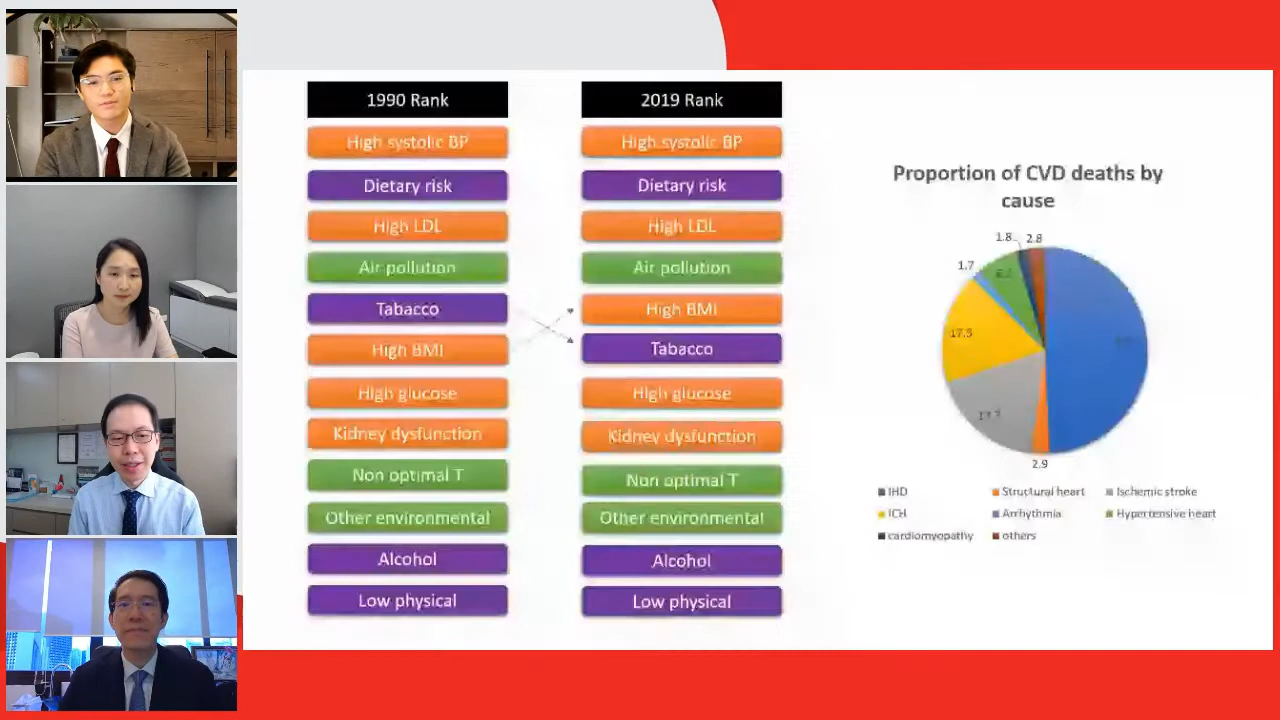 1990 Rank
High systolic BP
Dietary risk
High LDL
Air pollution
Tabacco
High BMI
High glucose
Kidney dysfunction
Non optimal T
Other environmental
Alcohol
Low physical
2019 Rank
High systolic BP
Dietary risk
High LDL
Air pollution
High BMI
Tabacco
High glucose
Kidney dysfunction
Non optimal T
Other environmental
Alcohol
Low physical
Proportion of CVD deaths by
cause
1.8 2.8
1.7
17.5
2.9
IHD Structural heart Ischemic stroke
ICH Arrhythmia Hypertensive heart
cardiomyopathy others